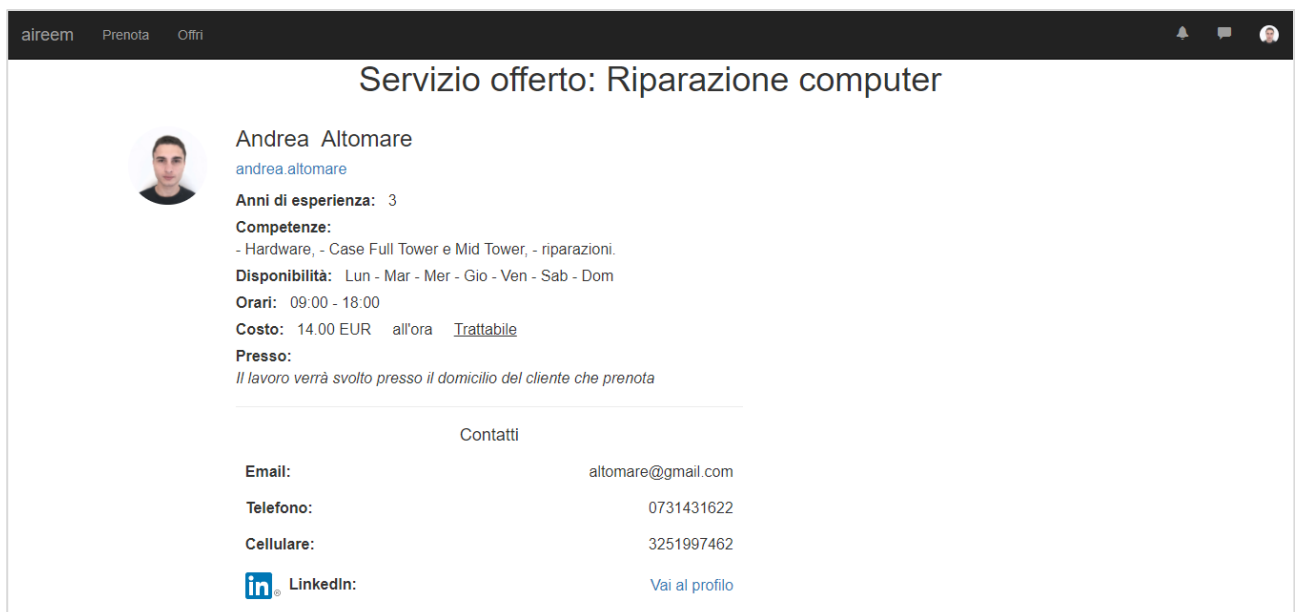 aireem Prenota Offri
Servizio offerto: Riparazione computer
Andrea Altomare
andrea.altomare
Anni di esperienza: 3
Competenze:
- Hardware, - Case Full Tower e Mid Tower, - riparazioni.
Disponibilità: Lun - Mar - Mer - Gio - Ven - Sab - Dom
Orari: 09:00 - 18:00
Costo: 14.00 EUR all'ora Trattabile
Presso:
Il lavoro verrà svolto presso il domicilio del cliente che prenota
Contatti
Email: altomare@gmail.com
Telefono: 0731431622
Cellulare: 3251997462
in® LinkedIn: Vai al profilo